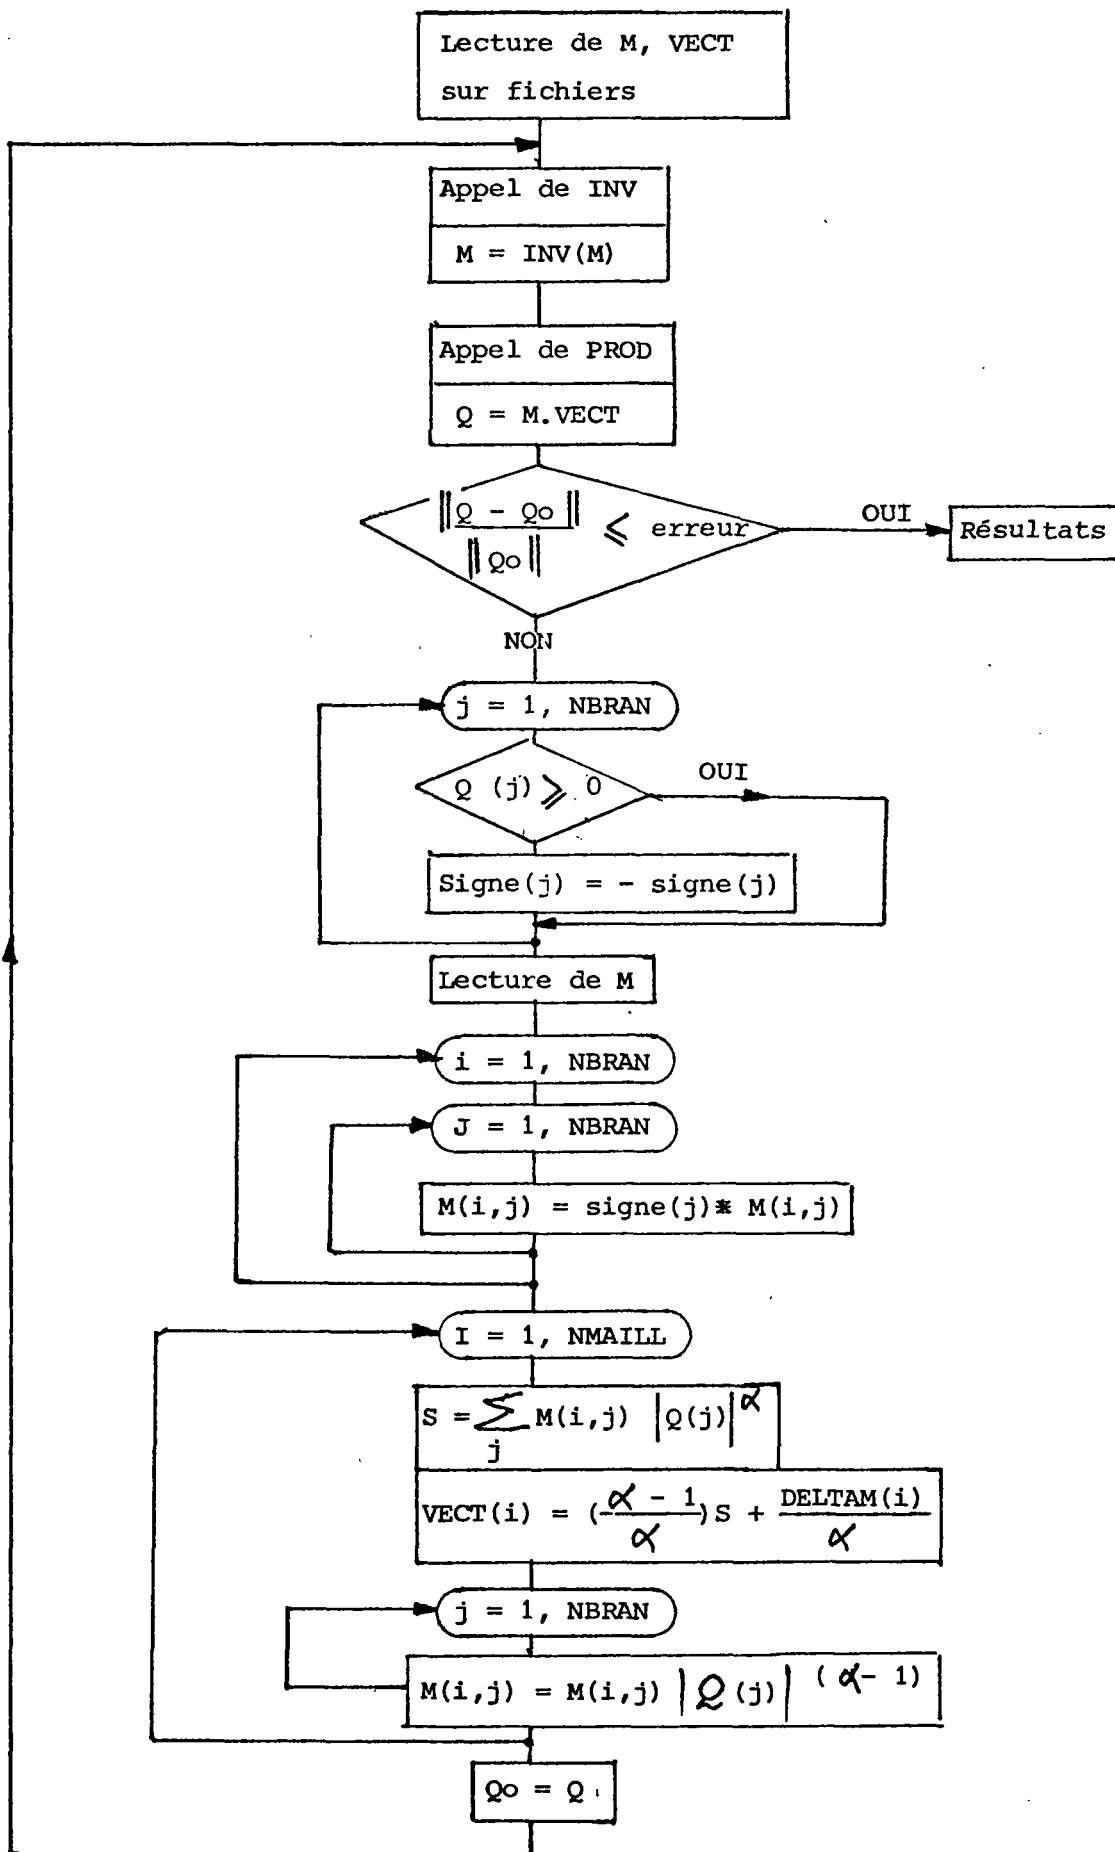 Lecture de M, VECT
sur fichiers
Appel de INV
M = INV(M)
Appel de PROD
Q = M.VECT
‖Q - Qo‖
‖Qo‖
≤ erreur
OUI
Résultats
NON
j = 1, NBRAN
Q (j) ≥ 0
OUI
Signe(j) = - signe(j)
Lecture de M
i = 1, NBRAN
J = 1, NBRAN
M(i,j) = signe(j)* M(i,j)
I = 1, NMAILL
S = ∑ M(i,j) |Q(j)|^α
j
VECT(i) = (α - 1 / α)S + DELTAM(i) / α
j = 1, NBRAN
M(i,j) = M(i,j) |Q(j)|^(α- 1)
Qo = Q